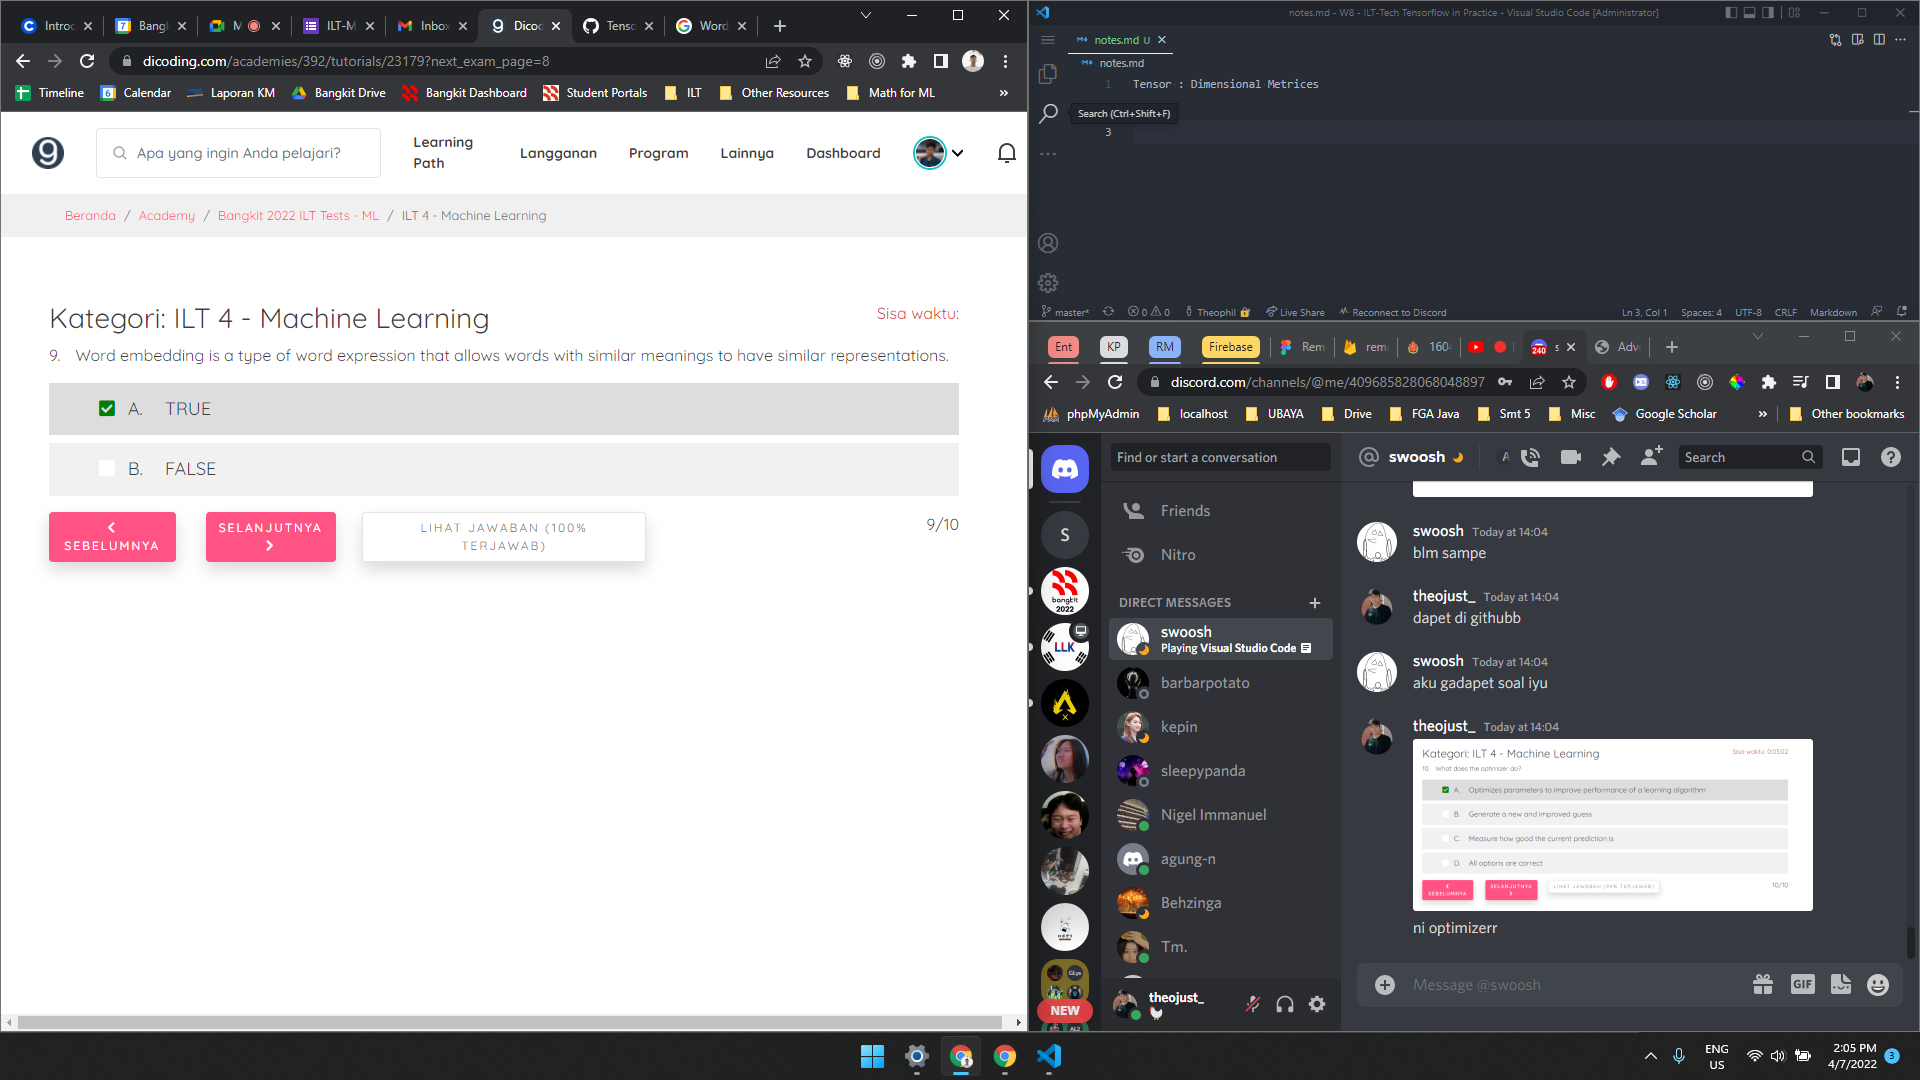 Introd
Bangk
M
ILT-M
Inbox
Dicod
Tenso
Word
dicoding.com/academies/392/tutorials/23179?next_exam_page=8
Timeline
Calendar
Laporan KM
Bangkit Drive
Bangkit Dashboard
Student Portals
ILT
Other Resources
Math for ML
»
Apa yang ingin Anda pelajari?
Learning
Path
Langganan
Program
Lainnya
Dashboard
Beranda / Academy / Bangkit 2022 ILT Tests - ML / ILT 4 - Machine Learning
Kategori: ILT 4 - Machine Learning
Sisa waktu:
9. Word embedding is a type of word expression that allows words with similar meanings to have similar representations.
A. TRUE
B. FALSE
SEBELUMNYA
SELANJUTNYA
LIHAT JAWABAN (100%
TERJAWAB)
9/10
notes.md - W8 - ILT-Tech Tensorflow in Practice - Visual Studio Code [Administrator]
notes.md U
notes.md
1 Tensor : Dimensional Metrices
Search (Ctrl+Shift+F)
3
master*
0 0
Theophil
Live Share
Reconnect to Discord
Ln 3, Col 1
Spaces: 4
UTF-8
CRLF
Markdown
Ent
KP
RM
Firebase
Rem
rem
160
240
s
Adv
discord.com/channels/@me/409685828068048897
phpMyAdmin
localhost
UBAYA
Drive
FGA Java
Smt 5
Misc
Google Scholar
»
Other bookmarks
Find or start a conversation
swoosh
A
Search
Friends
Nitro
DIRECT MESSAGES
swoosh
Playing Visual Studio Code
barbarpotato
kepin
sleepypanda
Nigel Immanuel
agung-n
Behzinga
Tm.
S
bangkit
2022
LLK
NEW
theojust_
swoosh Today at 14:04
blm sampe
theojust_ Today at 14:04
dapet di githubb
swoosh Today at 14:04
aku gadapet soal iyu
theojust_ Today at 14:04
Kategori: ILT 4 - Machine Learning
Sisa waktu: 0:03:02
10. What does the optimizer do?
A. Optimizes parameters to improve performance of a learning algorithm
B. Generate a new and improved guess
C. Measure how good the current prediction is
D. All options are correct
SEBELUMNYA
SELANJUTNYA
LIHAT JAWABAN (90% TERJAWAB)
10/10
ni optimizerr
Message @swoosh
GIF
ENG
US
2:05 PM
4/7/2022
3